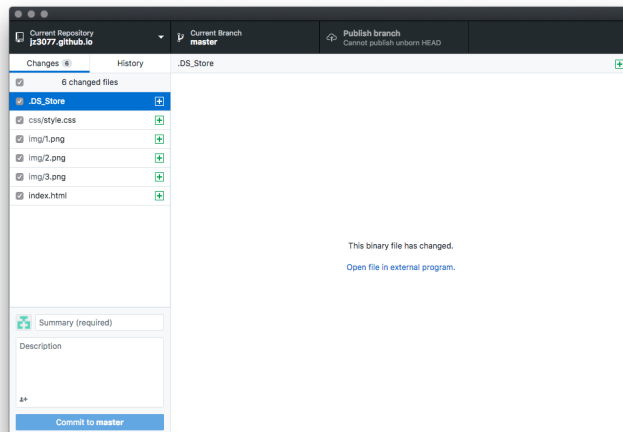 Current Repository
jz3077.github.io
Current Branch
master
Publish branch
Cannot publish unborn HEAD
Changes 6
History
.DS_Store
6 changed files
.DS_Store
css/style.css
img/1.png
img/2.png
img/3.png
index.html
This binary file has changed.
Open file in external program.
Summary (required)
Description
Commit to master